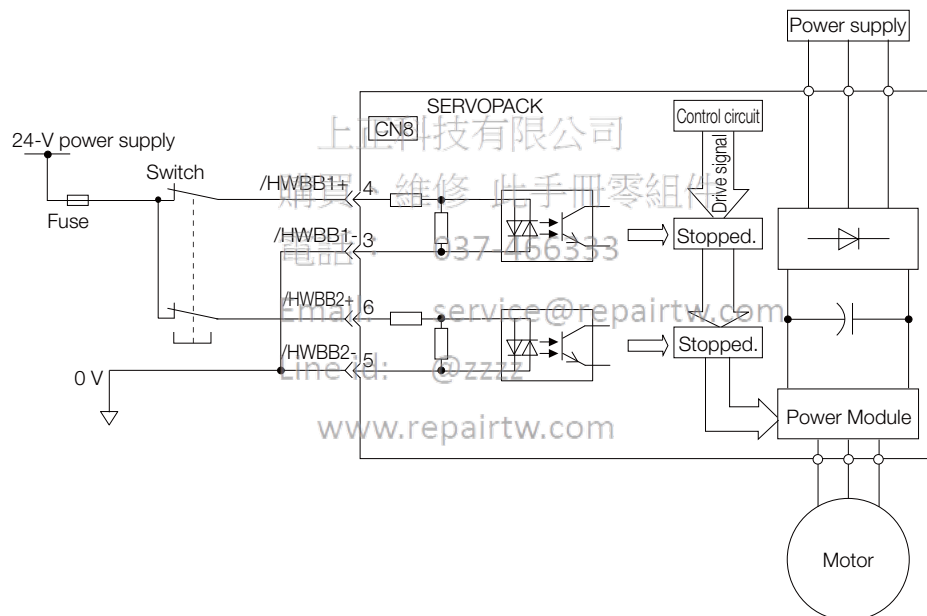 Power supply
SERVOPACK
CN8
Control circuit
上正科技有限公司
24-V power supply
Switch
Drive signal
/HWBB1+ 4
購買、維修 此手冊零組件
Fuse
/HWBB1- 3
Stopped.
電話: 037-466333
/HWBB2+ 6
Email: service@repairtw.com
Stopped.
/HWBB2- 5
0 V
Line id: @zzzz
Power Module
www.repairtw.com
Motor